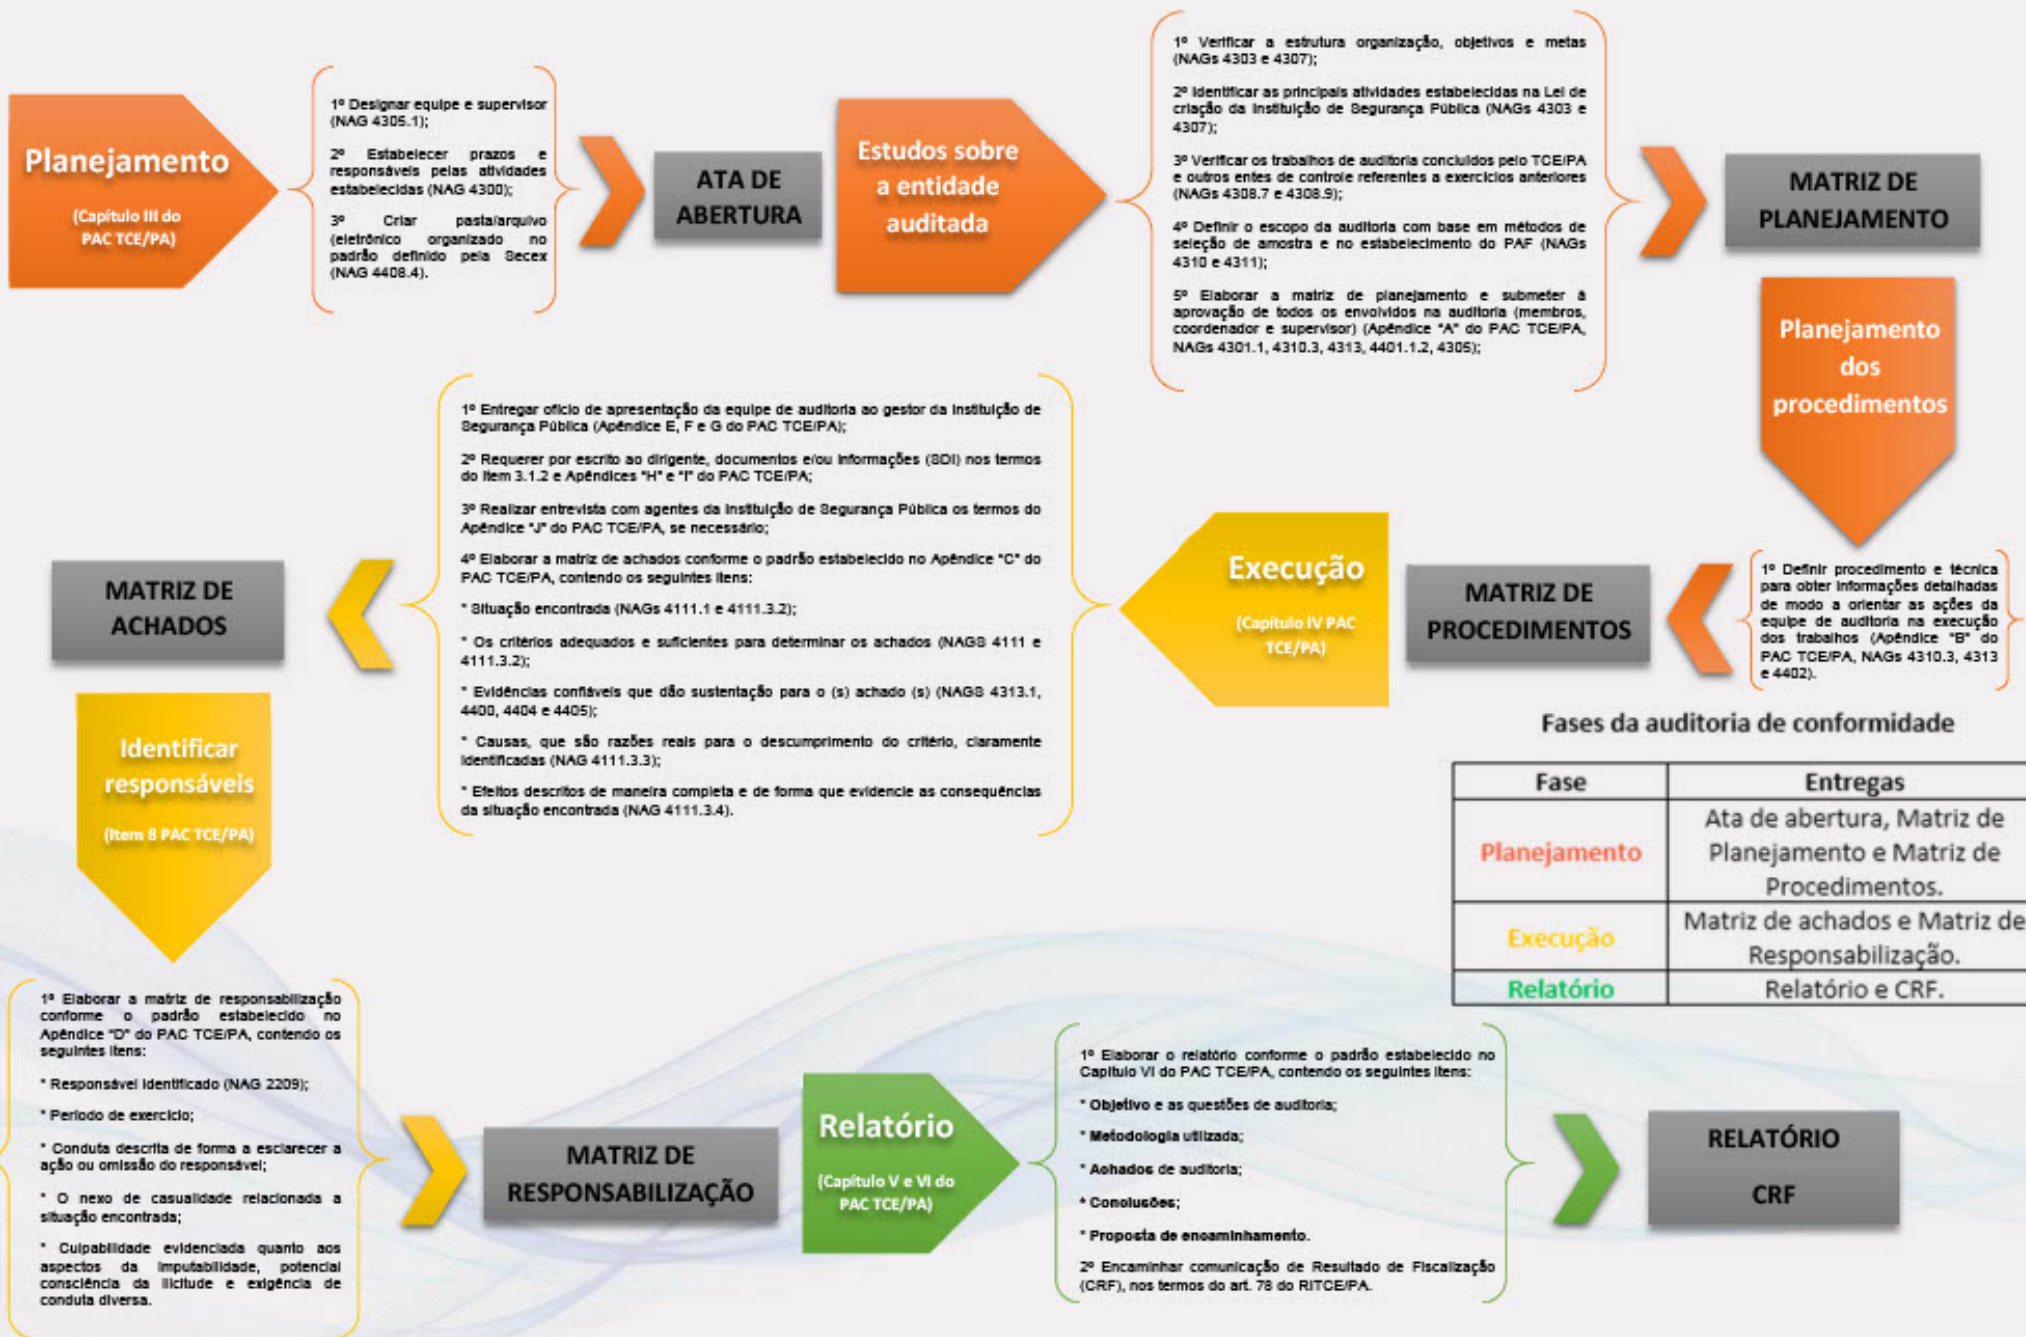 Planejamento
(Capítulo III do
PAC TCE/PA)
1º Designar equipe e supervisor
(NAG 4305.1);
2º Estabelecer prazos e
responsáveis pelas atividades
estabelecidas (NAG 4300);
3º Criar pasta/arquivo
(eletrônico organizado no
padrão definido pela Secex
(NAG 4408.4).
ATA DE
ABERTURA
Estudos sobre
a entidade
auditada
1º Verificar a estrutura organização, objetivos e metas
(NAGs 4303 e 4307);
2º Identificar as principais atividades estabelecidas na Lei de
criação da Instituição de Segurança Pública (NAGs 4303 e
4307);
3º Verificar os trabalhos de auditoria concluídos pelo TCE/PA
e outros entes de controle referentes a exercícios anteriores
(NAGs 4308.7 e 4308.9);
4º Definir o escopo da auditoria com base em métodos de
seleção de amostra e no estabelecimento do PAF (NAGs
4310 e 4311);
5º Elaborar a matriz de planejamento e submeter à
aprovação de todos os envolvidos na auditoria (membros,
coordenador e supervisor) (Apêndice "A" do PAC TCE/PA,
NAGs 4301.1, 4310.3, 4313, 4401.1.2, 4305);
MATRIZ DE
PLANEJAMENTO
Planejamento
dos
procedimentos
1º Definir procedimento e técnica
para obter informações detalhadas
de modo a orientar as ações da
equipe de auditoria na execução
dos trabalhos (Apêndice "B" do
PAC TCE/PA, NAGs 4310.3, 4313
e 4402).
MATRIZ DE
PROCEDIMENTOS
Execução
(Capítulo IV PAC
TCE/PA)
1º Entregar ofício de apresentação da equipe de auditoria ao gestor da Instituição de
Segurança Pública (Apêndice E, F e G do PAC TCE/PA);
2º Requerer por escrito ao dirigente, documentos e/ou informações (SDI) nos termos
do Item 3.1.2 e Apêndices "H" e "I" do PAC TCE/PA;
3º Realizar entrevista com agentes da Instituição de Segurança Pública os termos do
Apêndice "J" do PAC TCE/PA, se necessário;
4º Elaborar a matriz de achados conforme o padrão estabelecido no Apêndice "C" do
PAC TCE/PA, contendo os seguintes itens:
* Situação encontrada (NAGs 4111.1 e 4111.3.2);
* Os critérios adequados e suficientes para determinar os achados (NAGS 4111 e
4111.3.2);
* Evidências confiáveis que dão sustentação para o (s) achado (s) (NAGS 4313.1,
4400, 4404 e 4405);
* Causas, que são razões reais para o descumprimento do critério, claramente
identificadas (NAG 4111.3.3);
* Efeitos descritos de maneira completa e de forma que evidencie as consequências
da situação encontrada (NAG 4111.3.4).
MATRIZ DE
ACHADOS
Identificar
responsáveis
(Item 8 PAC TCE/PA)
1º Elaborar a matriz de responsabilização
conforme o padrão estabelecido no
Apêndice "D" do PAC TCE/PA, contendo os
seguintes itens:
* Responsável identificado (NAG 2209);
* Período de exercício;
* Conduta descrita de forma a esclarecer a
ação ou omissão do responsável;
* O nexo de casualidade relacionada a
situação encontrada;
* Culpabilidade evidenciada quanto aos
aspectos da imputabilidade, potencial
consciência da ilicitude e exigência de
conduta diversa.
MATRIZ DE
RESPONSABILIZAÇÃO
Relatório
(Capítulo V e VI do
PAC TCE/PA)
1º Elaborar o relatório conforme o padrão estabelecido no
Capítulo VI do PAC TCE/PA, contendo os seguintes itens:
* Objetivo e as questões de auditoria;
* Metodologia utilizada;
* Achados de auditoria;
* Conclusões;
* Proposta de encaminhamento.
2º Encaminhar comunicação de Resultado de Fiscalização
(CRF), nos termos do art. 78 do RITCE/PA.
RELATÓRIO
CRF
Fases da auditoria de conformidade
Fase Entregas
Planejamento Ata de abertura, Matriz de
Planejamento e Matriz de
Procedimentos.
Execução Matriz de achados e Matriz de
Responsabilização.
Relatório Relatório e CRF.